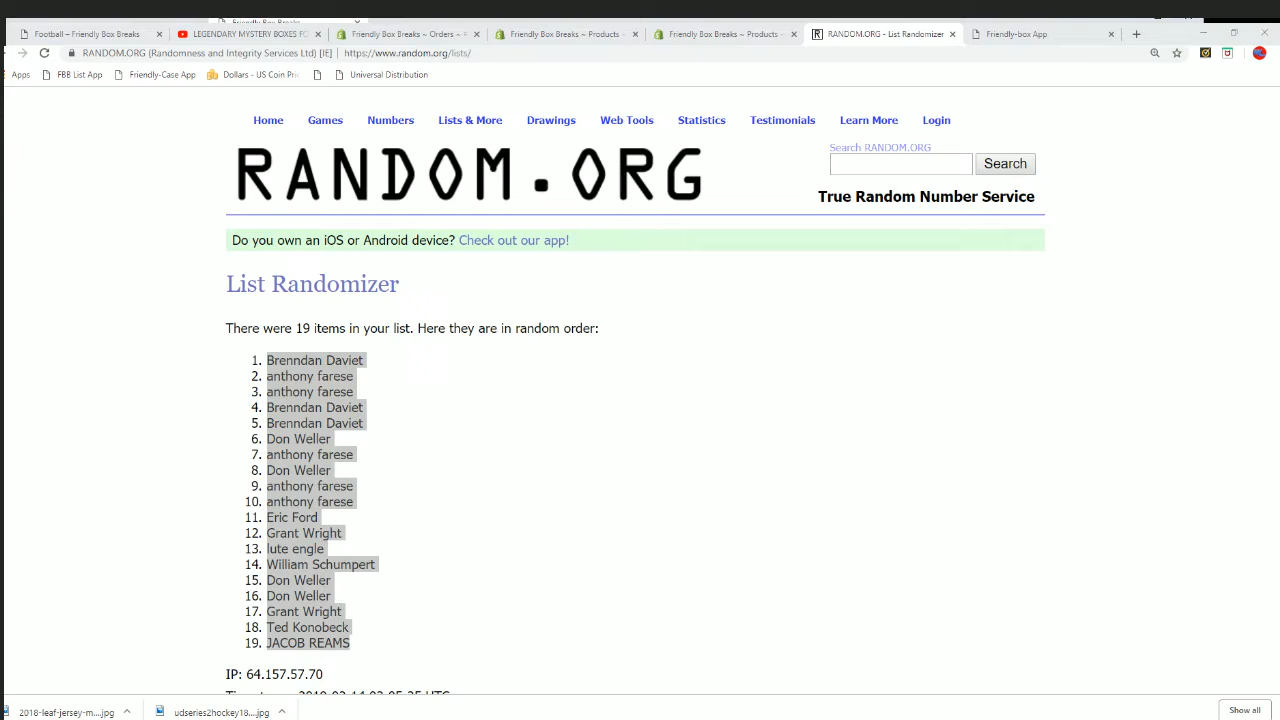 Football – Friendly Box Breaks
LEGENDARY MYSTERY BOXES FO
Friendly Box Breaks ~ Orders ~ #
Friendly Box Breaks ~ Products ~
Friendly Box Breaks ~ Products ~
RANDOM.ORG - List Randomizer
Friendly-box App
RANDOM.ORG (Randomness and Integrity Services Ltd) [IE] | https://www.random.org/lists/
Apps
FBB List App
Friendly-Case App
Dollars - US Coin Pric
Universal Distribution
Home Games Numbers Lists & More Drawings Web Tools Statistics Testimonials Learn More Login
RANDOM.ORG
Search RANDOM.ORG
Search
True Random Number Service
Do you own an iOS or Android device? Check out our app!
List Randomizer
There were 19 items in your list. Here they are in random order:
1. Brenndan Daviet
2. anthony farese
3. anthony farese
4. Brenndan Daviet
5. Brenndan Daviet
6. Don Weller
7. anthony farese
8. Don Weller
9. anthony farese
10. anthony farese
11. Eric Ford
12. Grant Wright
13. lute engle
14. William Schumpert
15. Don Weller
16. Don Weller
17. Grant Wright
18. Ted Konobeck
19. JACOB REAMS
IP: 64.157.57.70
2018-leaf-jersey-m....jpg
udseries2hockey18....jpg
Show all